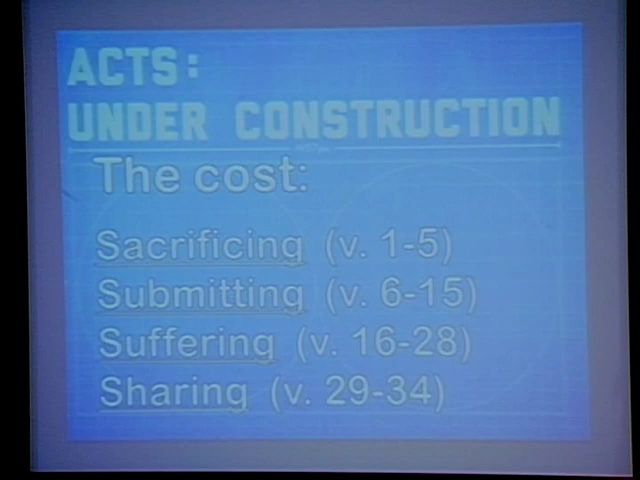 ACTS:
UNDER CONSTRUCTION
The cost:
Sacrificing (v. 1-5)
Submitting (v. 6-15)
Suffering (v. 16-28)
Sharing (v. 29-34)